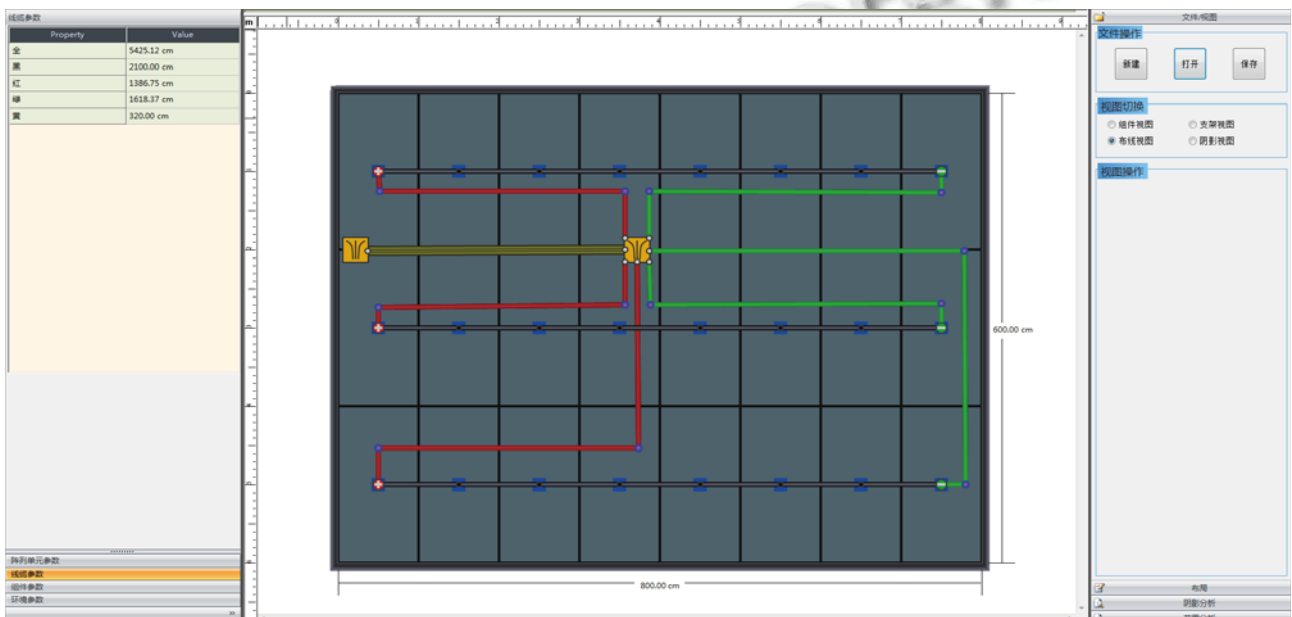 线缆参数
Property Value
全 5425.12 cm
黑 2100.00 cm
红 1386.75 cm
绿 1618.37 cm
黄 320.00 cm
阵列单元参数
线缆参数
组件参数
环境参数
m
600.00 cm
800.00 cm
文件/视图
文件操作
新建 打开 保存
视图切换
组件视图 支架视图
布线视图 阴影视图
视图操作
布局
阴影分析